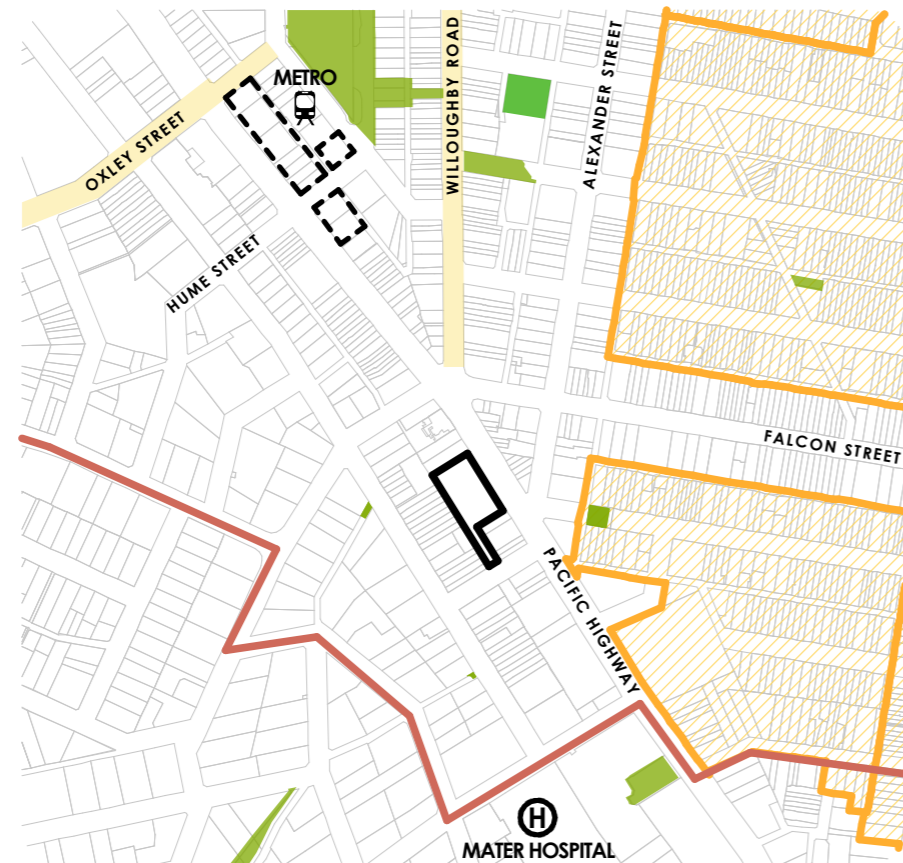 METRO
WILLOUGHBY ROAD
ALEXANDER STREET
OXLEY STREET
HUME STREET
FALCON STREET
PACIFIC HIGHWAY
H
MATER HOSPITAL